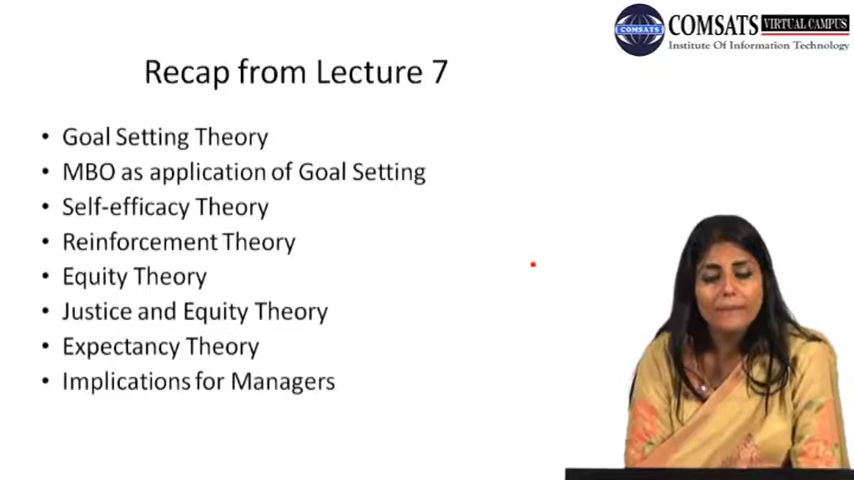 COMSATS
COMSATS VIRTUAL CAMPUS
Institute Of Information Technology
Recap from Lecture 7
• Goal Setting Theory
• MBO as application of Goal Setting
• Self-efficacy Theory
• Reinforcement Theory
• Equity Theory
• Justice and Equity Theory
• Expectancy Theory
• Implications for Managers